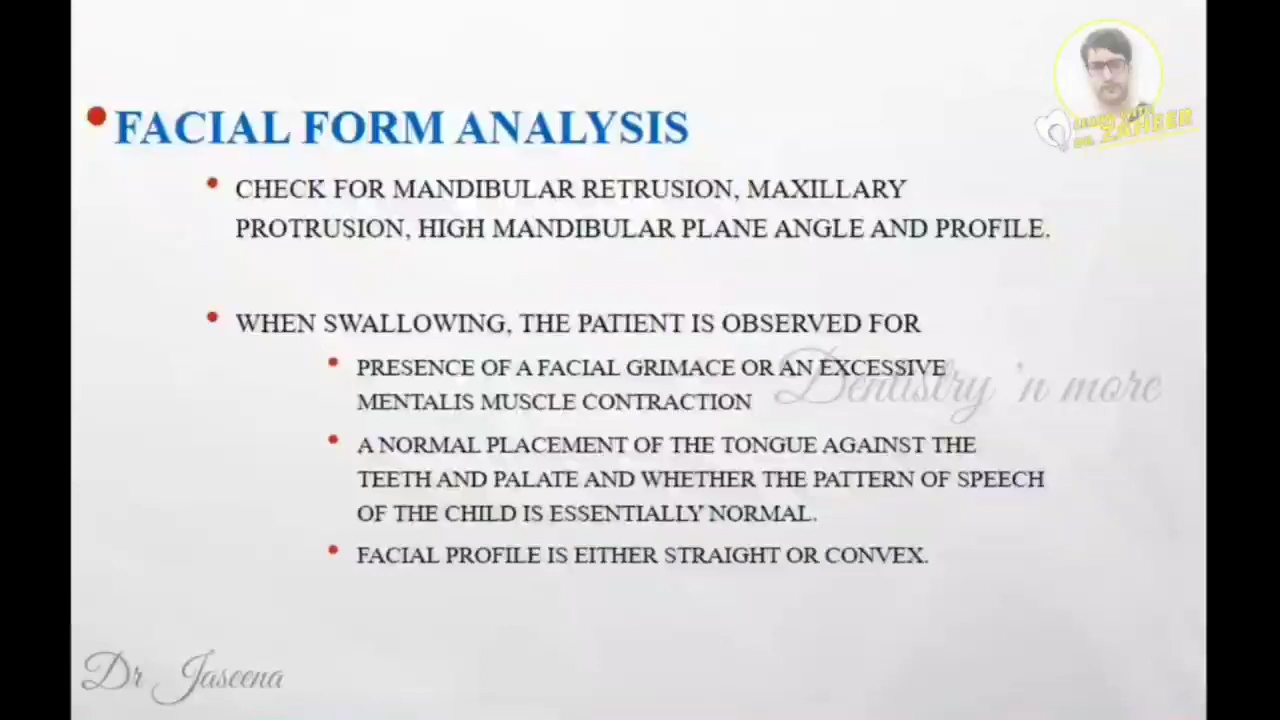 FACIAL FORM ANALYSIS
CHECK FOR MANDIBULAR RETRUSION, MAXILLARY
PROTRUSION, HIGH MANDIBULAR PLANE ANGLE AND PROFILE.
WHEN SWALLOWING, THE PATIENT IS OBSERVED FOR
PRESENCE OF A FACIAL GRIMACE OR AN EXCESSIVE
MENTALIS MUSCLE CONTRACTION
A NORMAL PLACEMENT OF THE TONGUE AGAINST THE
TEETH AND PALATE AND WHETHER THE PATTERN OF SPEECH
OF THE CHILD IS ESSENTIALLY NORMAL.
FACIAL PROFILE IS EITHER STRAIGHT OR CONVEX.
Dentistry 'n more
Dr Jaseena
DR. ZAHEER